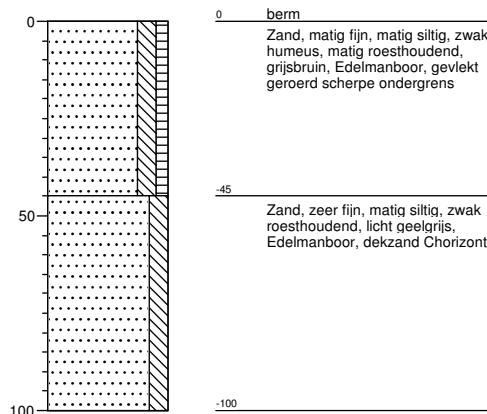 0
0 berm
Zand, matig fijn, matig siltig, zwak
humeus, matig roesthoudend,
grijsbruin, Edelmanboor, gevlekt
geroerd scherpe ondergrens
-45
50
Zand, zeer fijn, matig siltig, zwak
roesthoudend, licht geelgrijs,
Edelmanboor, dekzand Chorizont
-100
100